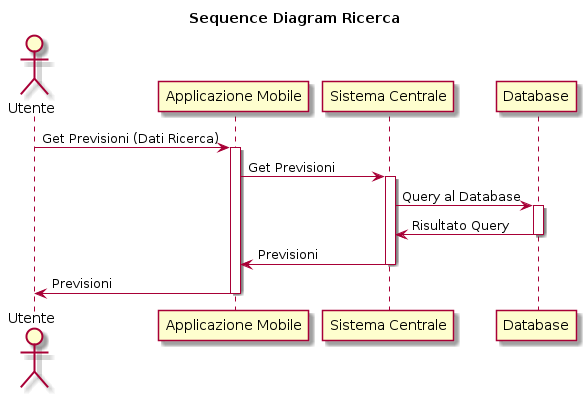 Sequence Diagram Ricerca
Utente
Applicazione Mobile
Sistema Centrale
Database
Get Previsioni (Dati Ricerca)
Get Previsioni
Query al Database
Risultato Query
Previsioni
Previsioni
Utente
Applicazione Mobile
Sistema Centrale
Database